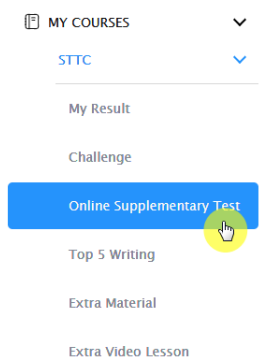 MY COURSES
STTC
My Result
Challenge
Online Supplementary Test
Top 5 Writing
Extra Material
Extra Video Lesson